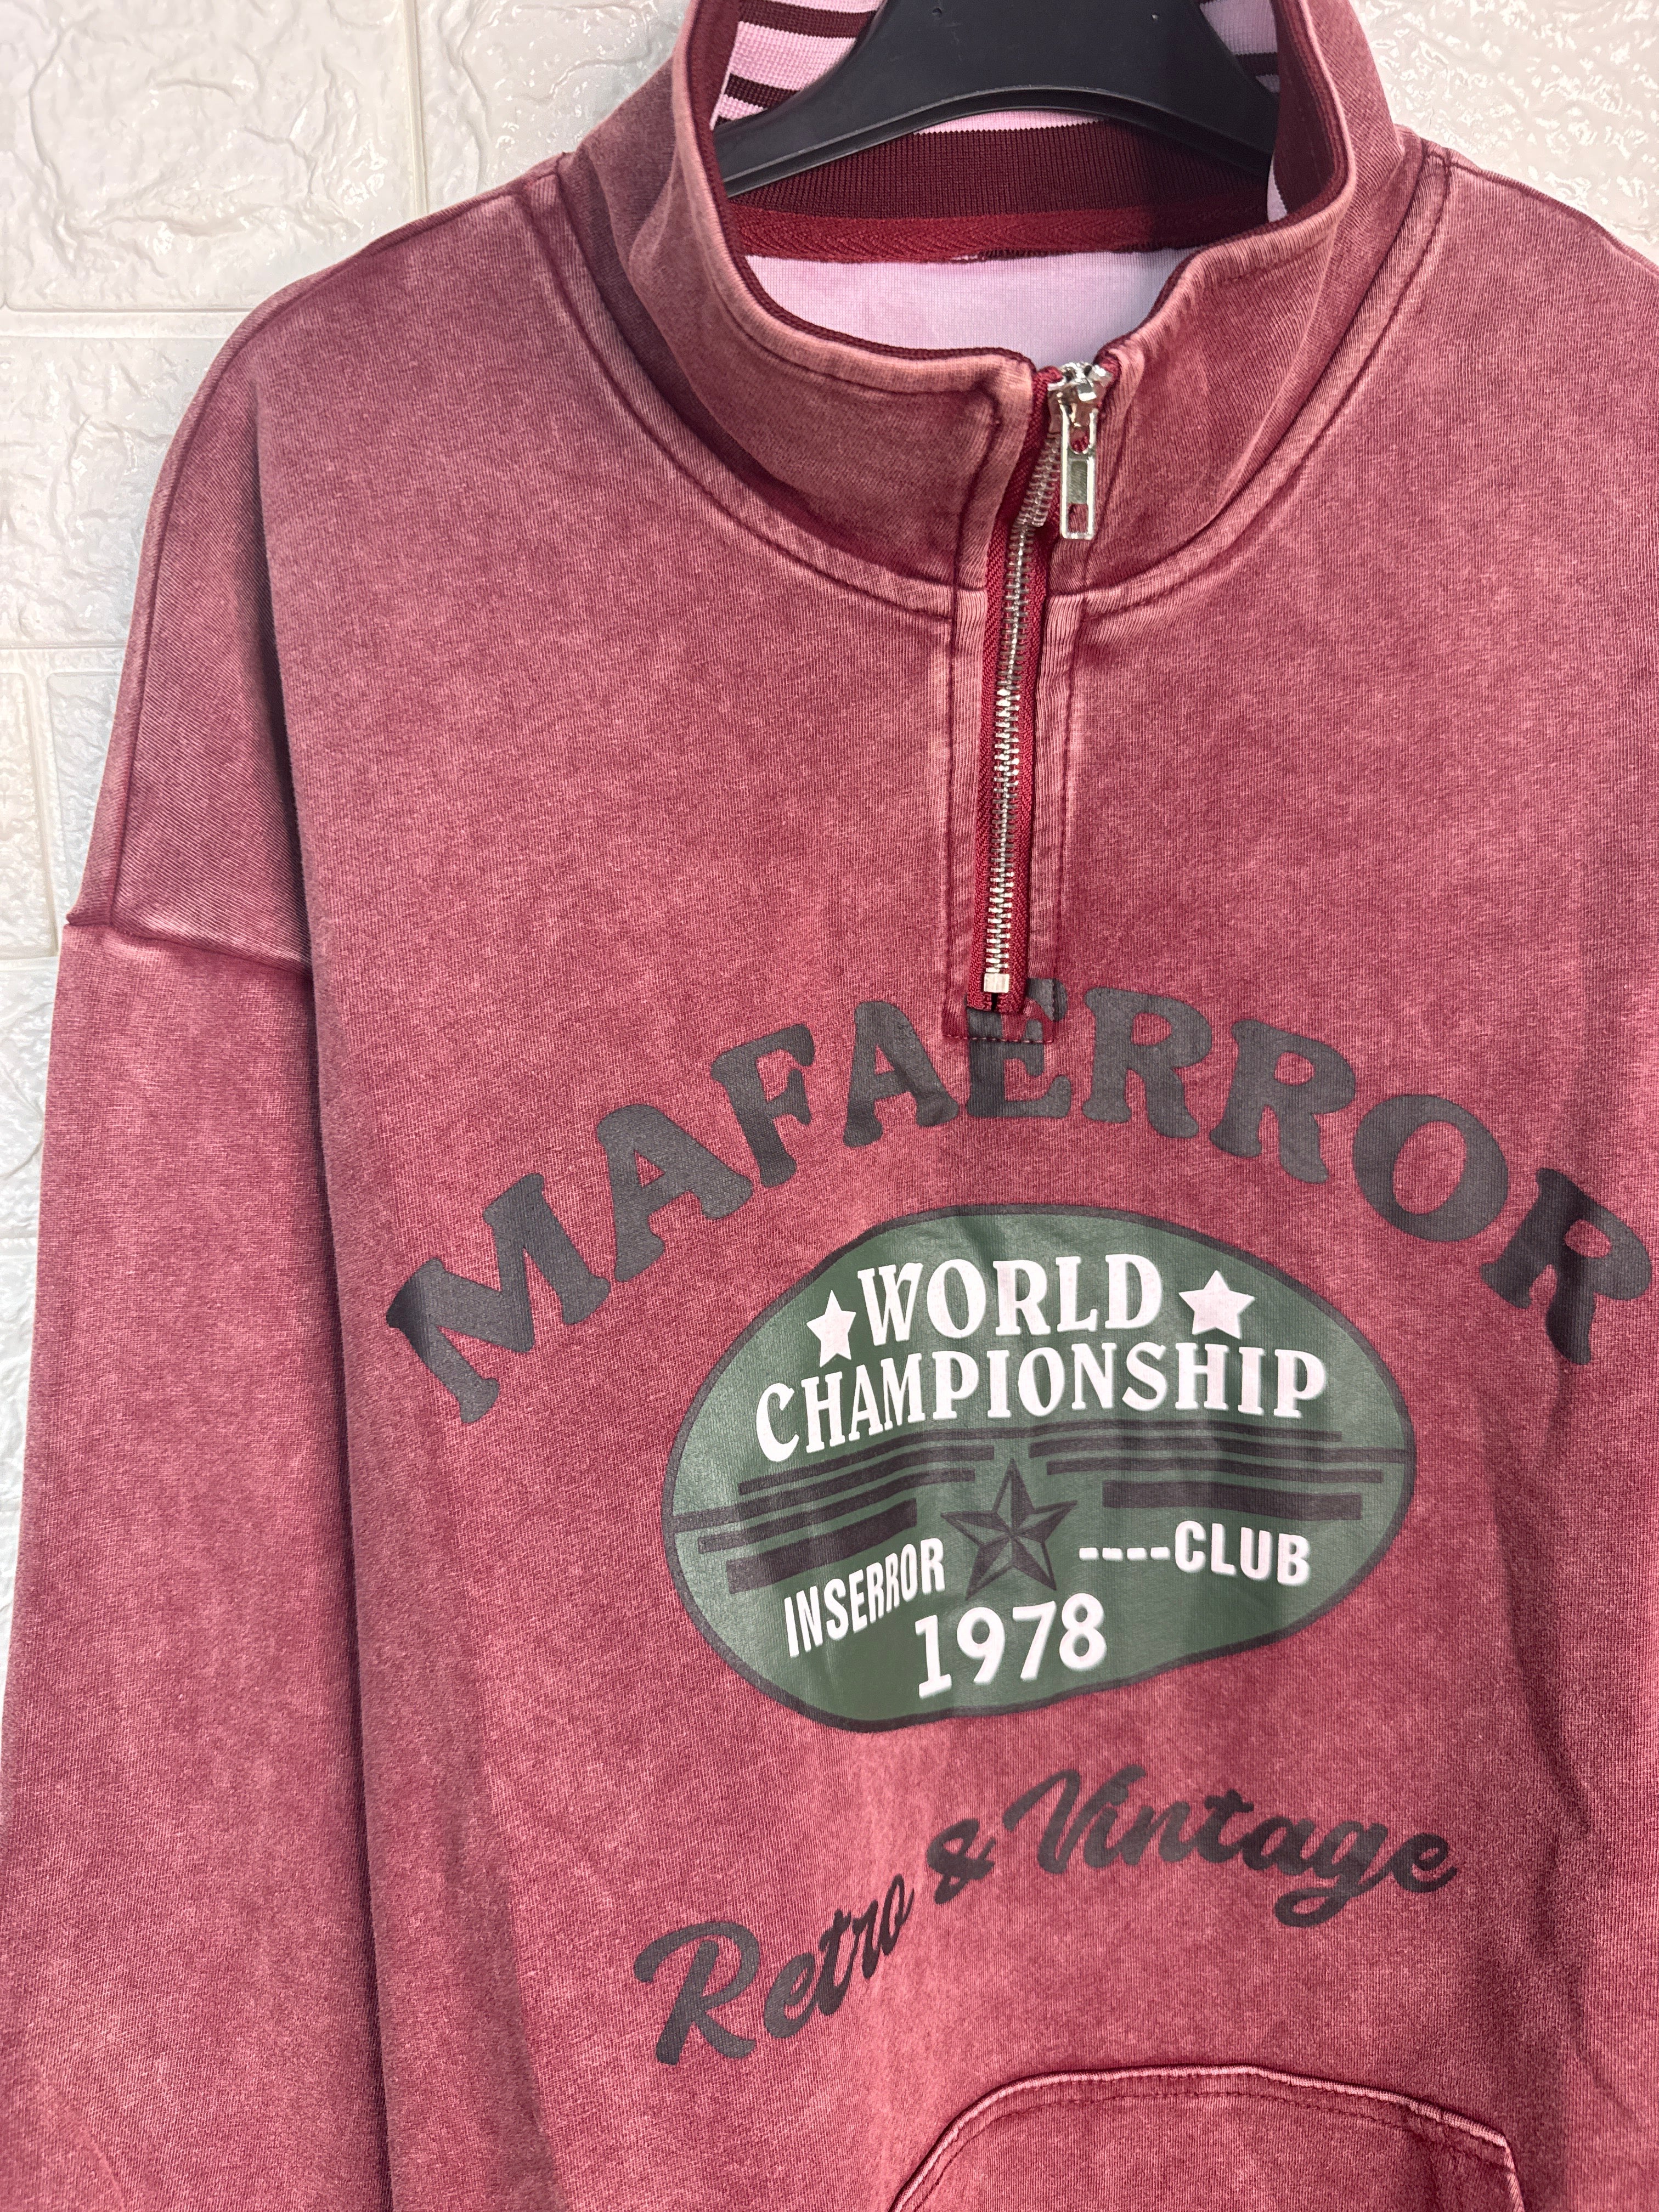 MAFAERROR
WORLD
CHAMPIONSHIP
INSERROR ----CLUB
1978
Retro & Vintage